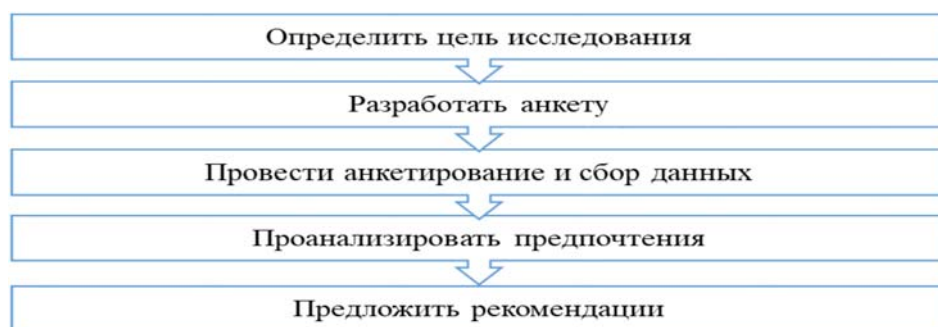 Определить цель исследования
Разработать анкету
Провести анкетирование и сбор данных
Проанализировать предпочтения
Предложить рекомендации